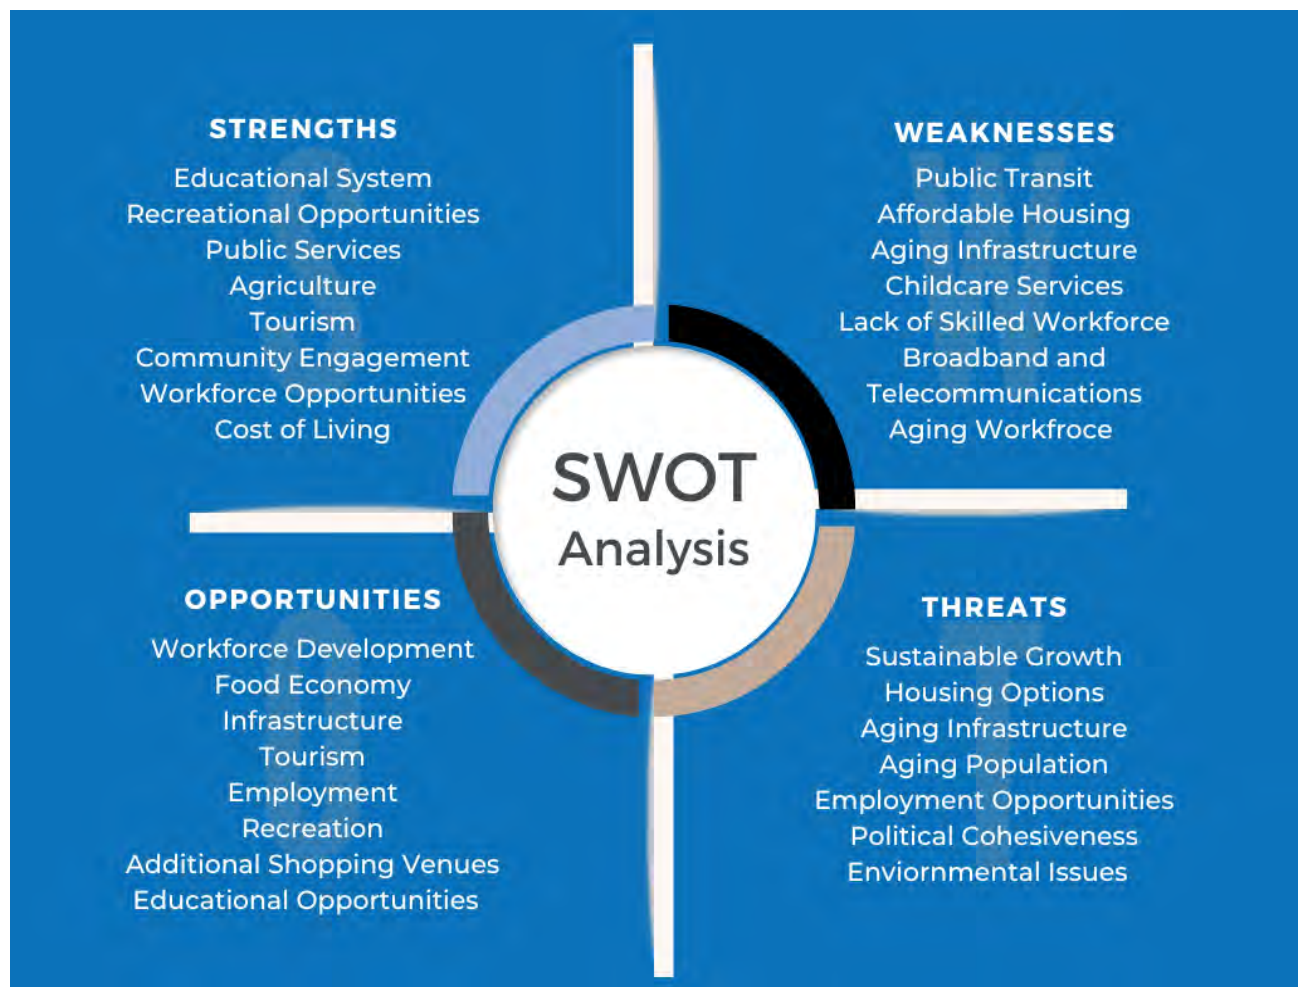 STRENGTHS
Educational System
Recreational Opportunities
Public Services
Agriculture
Tourism
Community Engagement
Workforce Opportunities
Cost of Living
WEAKNESSES
Public Transit
Affordable Housing
Aging Infrastructure
Childcare Services
Lack of Skilled Workforce
Broadband and
Telecommunications
Aging Workfroce
SWOT
Analysis
OPPORTUNITIES
Workforce Development
Food Economy
Infrastructure
Tourism
Employment
Recreation
Additional Shopping Venues
Educational Opportunities
THREATS
Sustainable Growth
Housing Options
Aging Infrastructure
Aging Population
Employment Opportunities
Political Cohesiveness
Enviornmental Issues